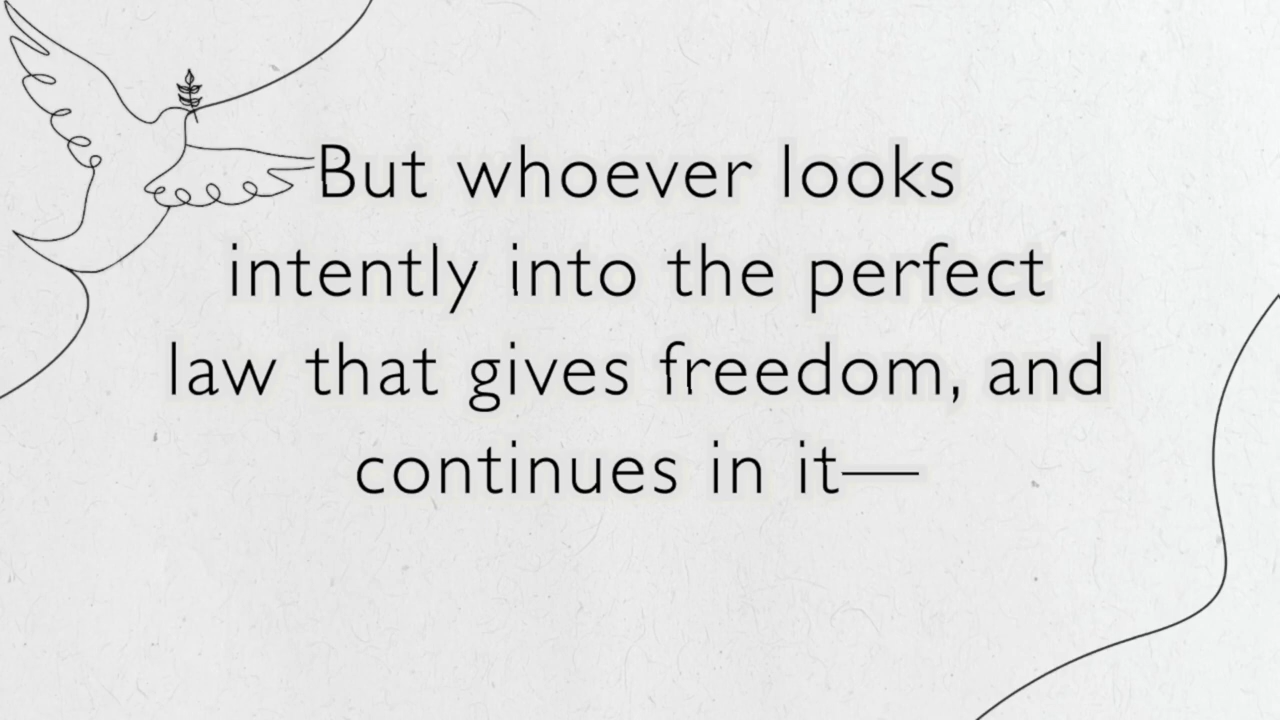 But whoever looks
intently into the perfect
law that gives freedom, and
continues in it—